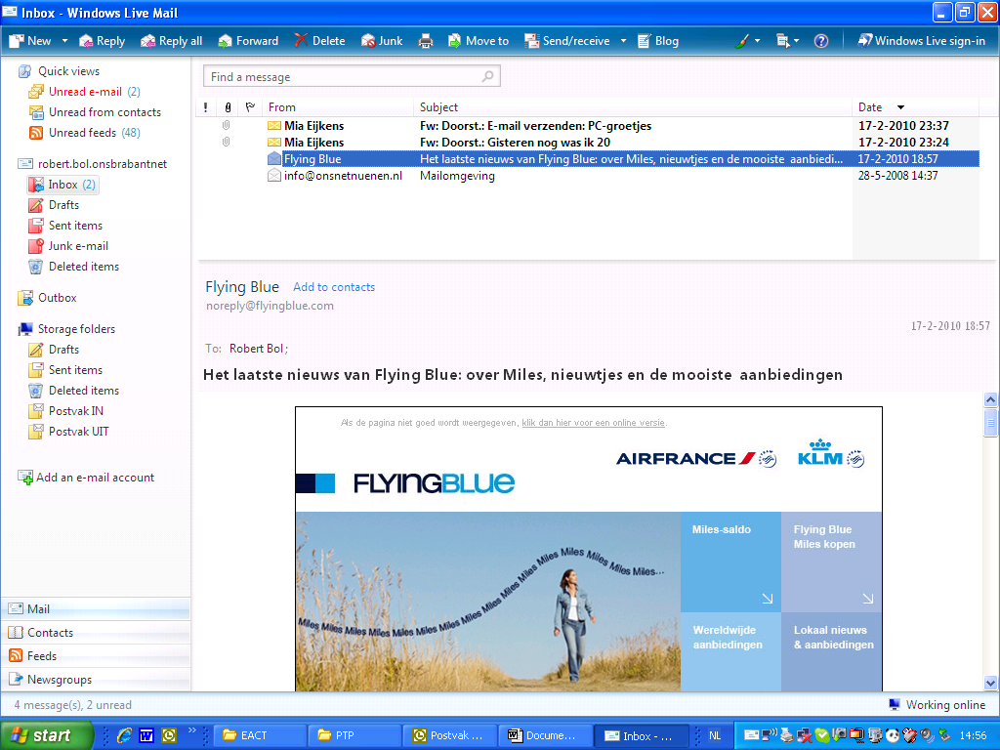 Inbox - Windows Live Mail
New Reply Reply all Forward Delete Junk Move to Send/receive Blog Windows Live sign-in
Quick views
Unread e-mail (2)
Unread from contacts
Unread feeds (48)
robert.bol.onsbrabantnet
Inbox (2)
Drafts
Sent items
Junk e-mail
Deleted items
Outbox
Storage folders
Drafts
Sent items
Deleted items
Postvak IN
Postvak UIT
Add an e-mail account
Mail
Contacts
Feeds
Newsgroups
Find a message
! From Subject Date
Mia Eijkens Fw: Doorst.: E-mail verzenden: PC-groetjes 17-2-2010 23:37
Mia Eijkens Fw: Doorst.: Gisteren nog was ik 20 17-2-2010 23:24
Flying Blue Het laatste nieuws van Flying Blue: over Miles, nieuwtjes en de mooiste aanbiedi... 17-2-2010 18:57
info@onsnetnuenen.nl Mailomgeving 28-5-2008 14:37
Flying Blue Add to contacts
noreply@flyingblue.com
17-2-2010 18:57
To: Robert Bol;
Het laatste nieuws van Flying Blue: over Miles, nieuwtjes en de mooiste aanbiedingen
Als de pagina niet goed wordt weergegeven, klik dan hier voor een online versie.
AIRFRANCE KLM
FLYINGBLUE
Miles Miles Miles Miles Miles Miles Miles Miles Miles Miles Miles Miles Miles Miles Miles Miles...
Miles-saldo
Flying Blue
Miles kopen
Wereldwijde
aanbiedingen
Lokaal nieuws
& aanbiedingen
4 message(s), 2 unread Working online
start EACT PTP Postvak ... Docume... Inbox - ... NL 14:56